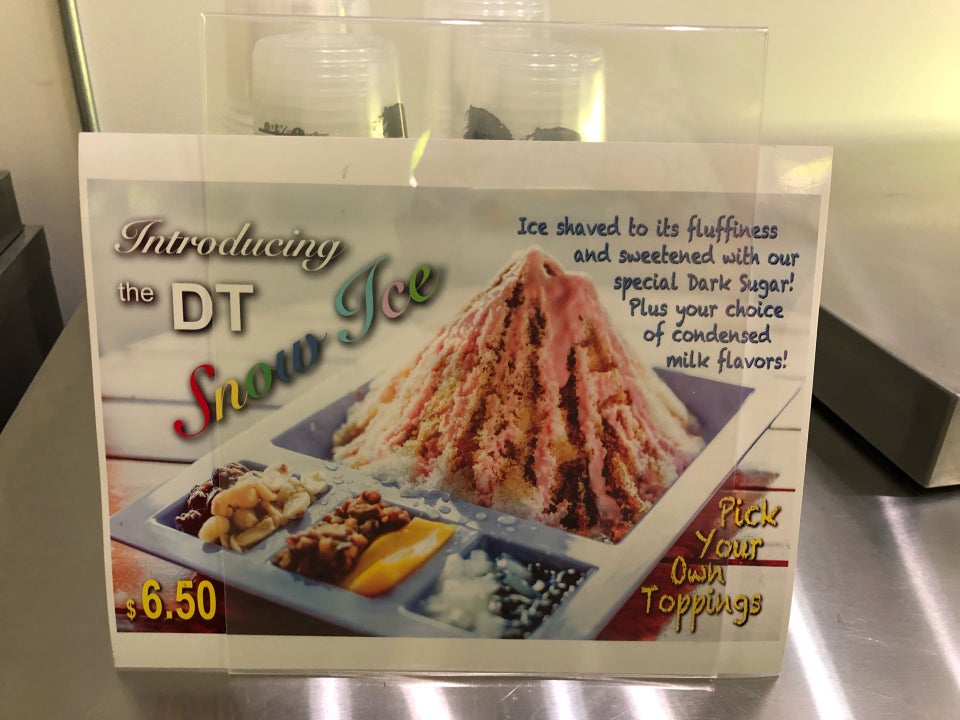 Introducing
the DT
Snow Ice
Ice shaved to its fluffiness
and sweetened with our
special Dark Sugar!
Plus your choice
of condensed
milk flavors!
Pick
Your
Own
Toppings
$6.50